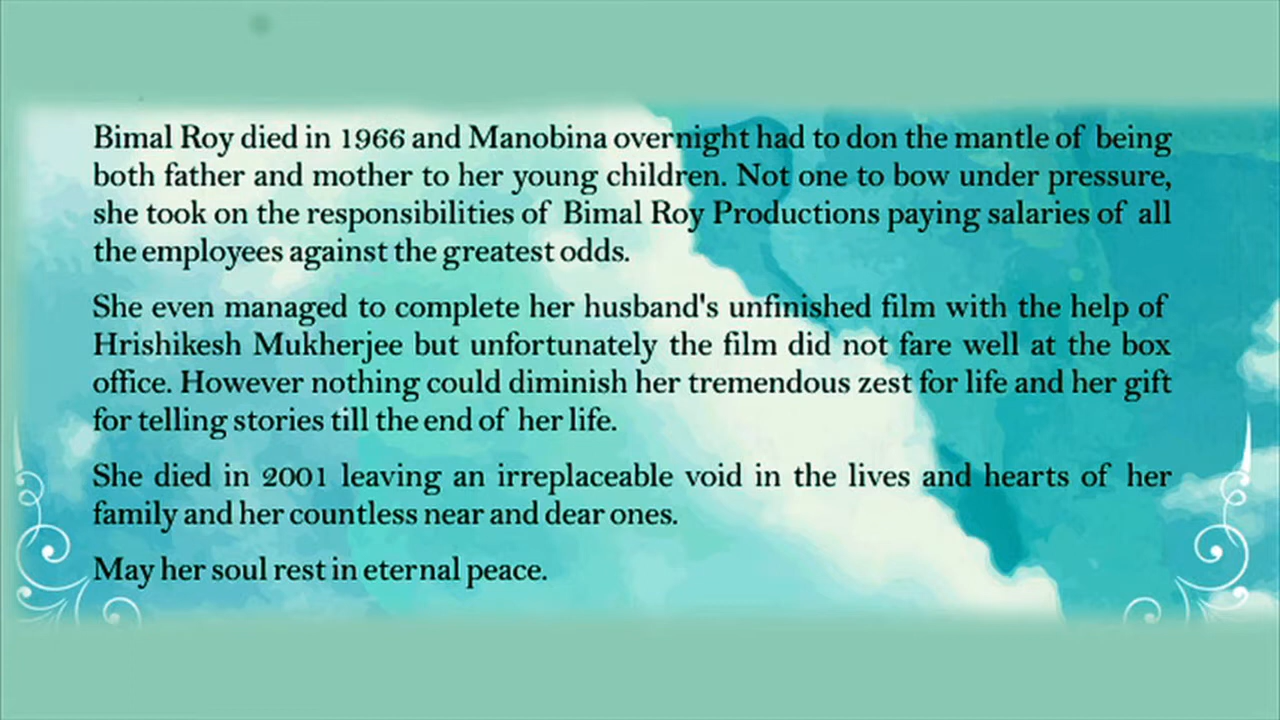 Bimal Roy died in 1966 and Manobina overnight had to don the mantle of being
both father and mother to her young children. Not one to bow under pressure,
she took on the responsibilities of Bimal Roy Productions paying salaries of all
the employees against the greatest odds.
She even managed to complete her husband's unfinished film with the help of
Hrishikesh Mukherjee but unfortunately the film did not fare well at the box
office. However nothing could diminish her tremendous zest for life and her gift
for telling stories till the end of her life.
She died in 2001 leaving an irreplaceable void in the lives and hearts of her
family and her countless near and dear ones.
May her soul rest in eternal peace.